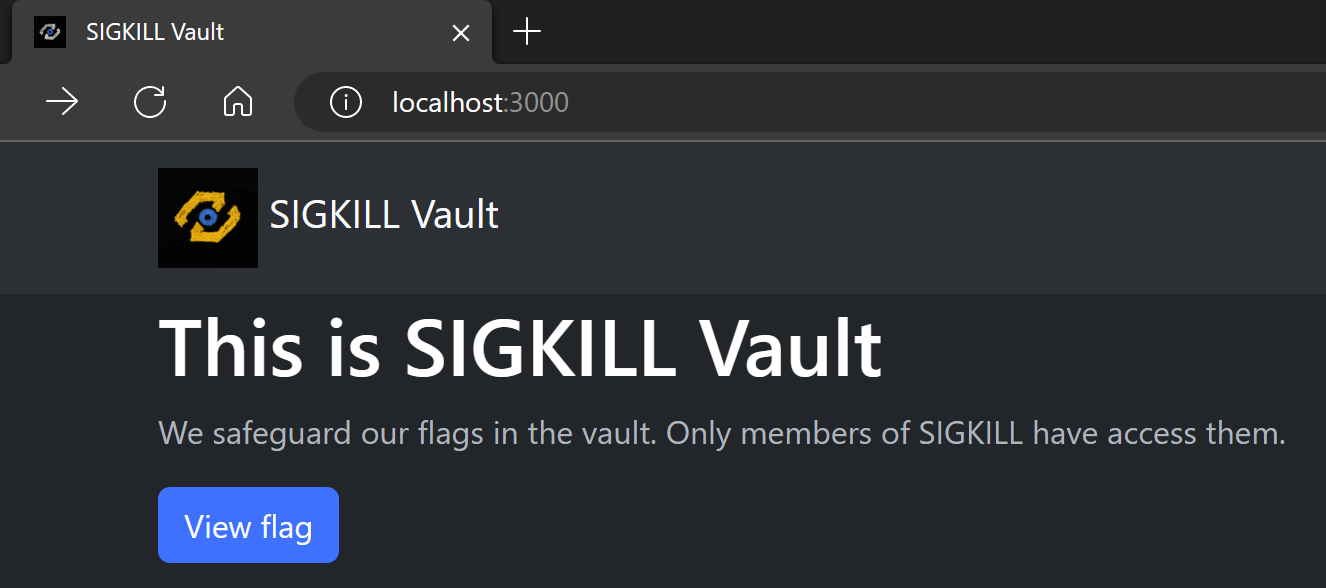 SIGKILL Vault
localhost:3000
SIGKILL Vault
This is SIGKILL Vault
We safeguard our flags in the vault. Only members of SIGKILL have access them.
View flag